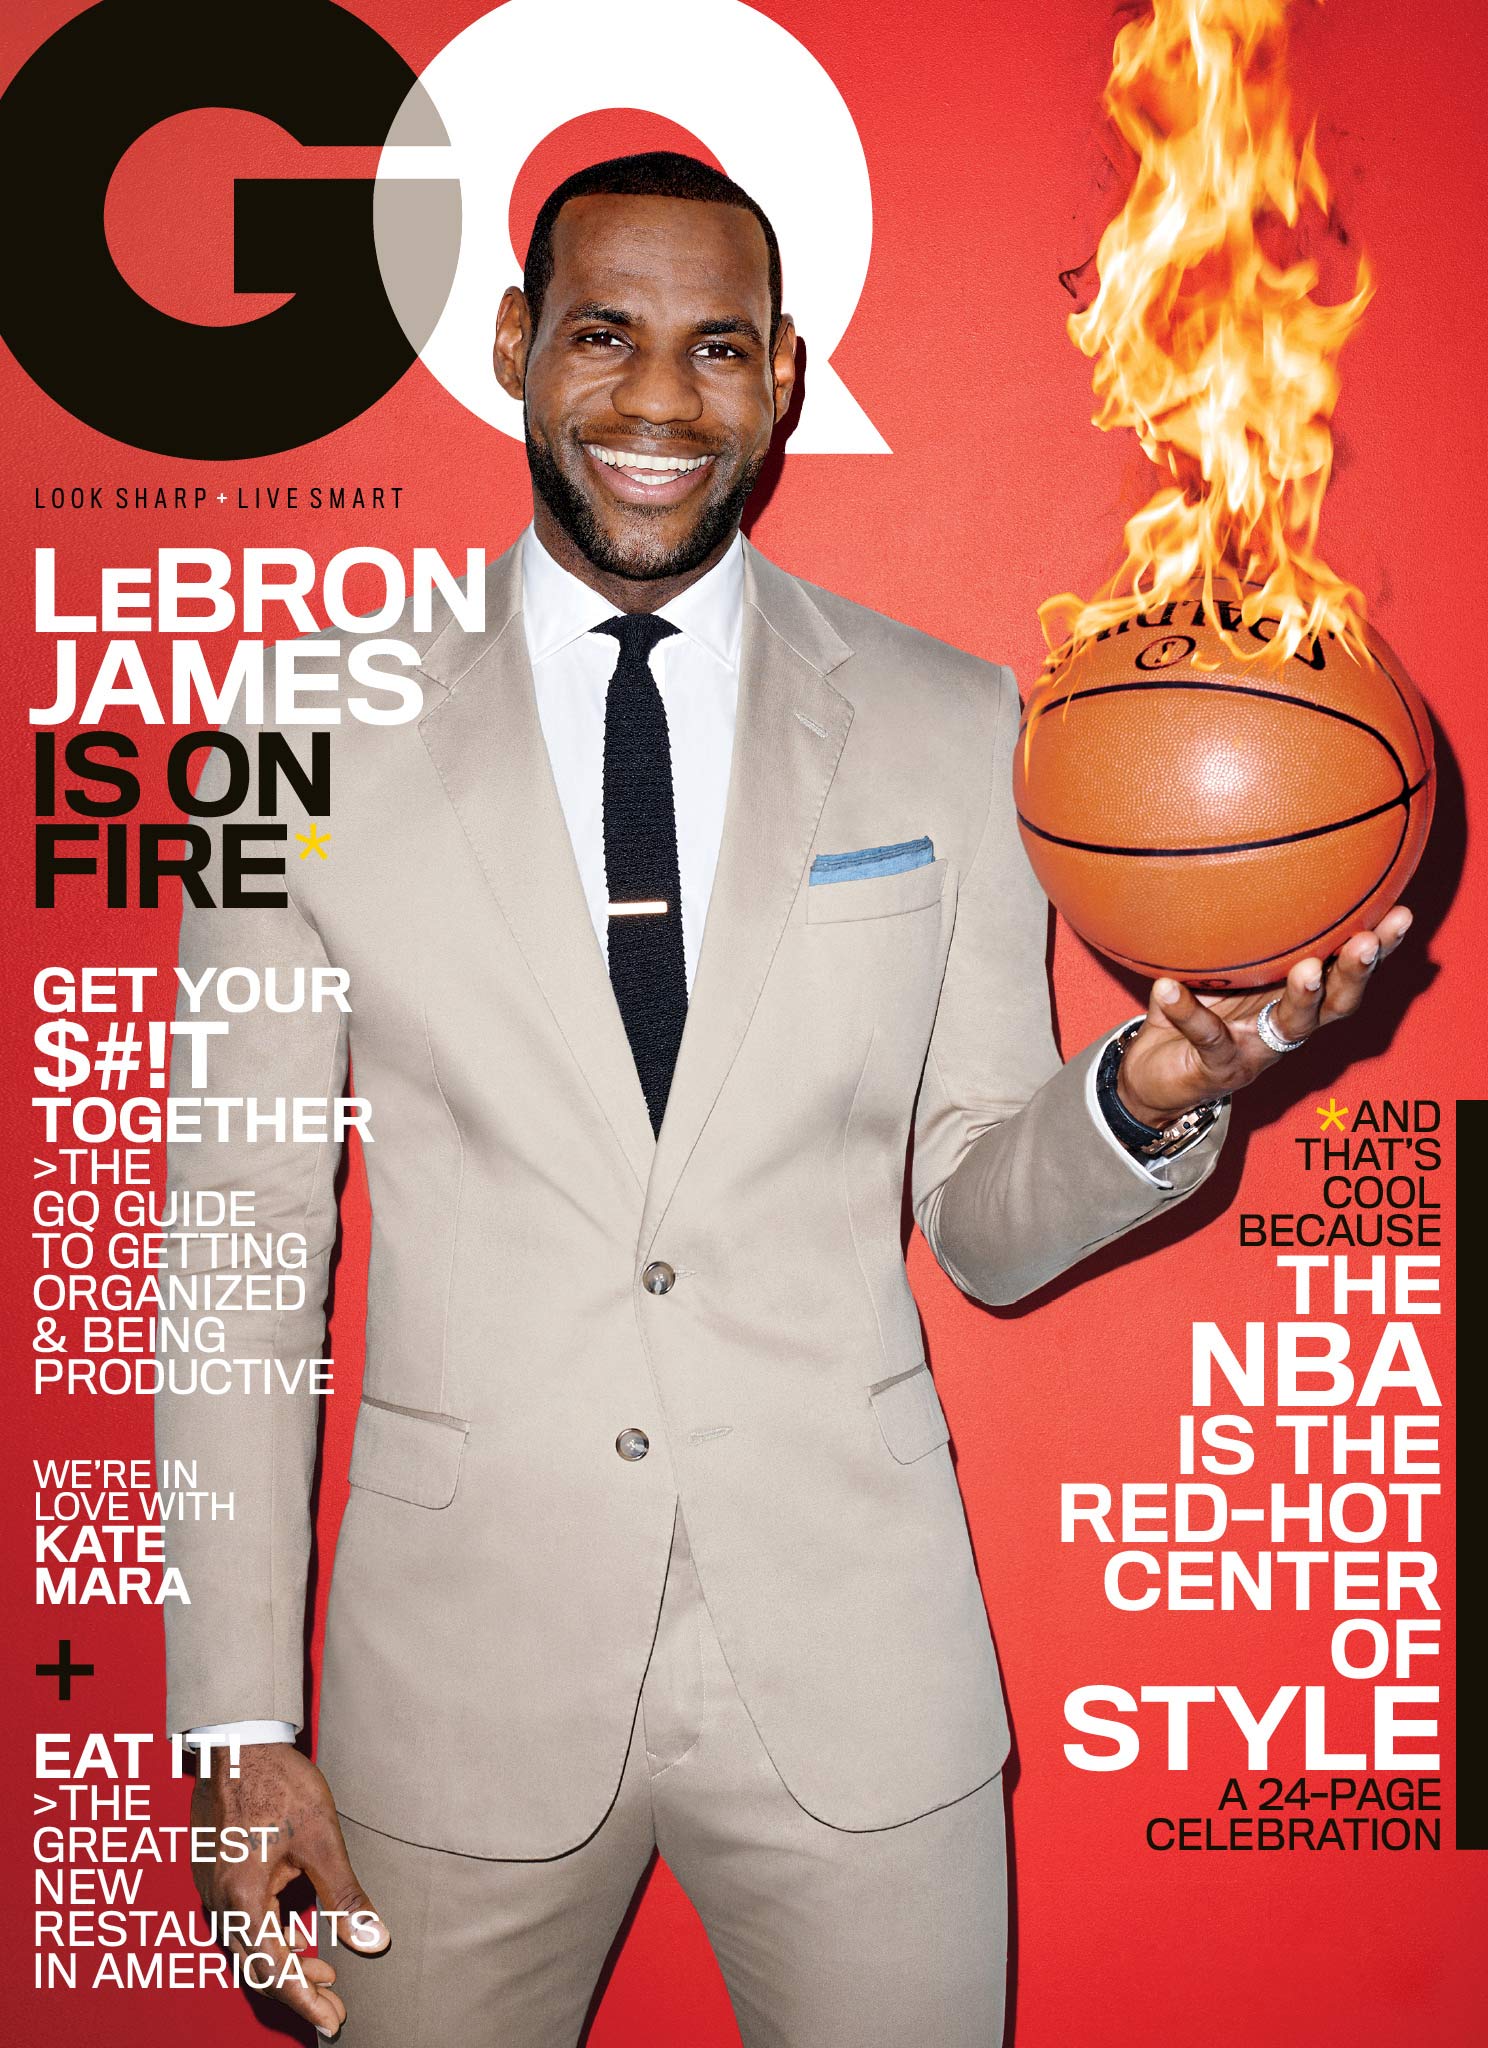 GQ
LOOK SHARP + LIVE SMART
LeBRON
JAMES
IS ON
FIRE*
GET YOUR
$#!T
TOGETHER
>THE
GQ GUIDE
TO GETTING
ORGANIZED
& BEING
PRODUCTIVE
WE'RE IN
LOVE WITH
KATE
MARA
+
EAT IT!
>THE
GREATEST
NEW
RESTAURANTS
IN AMERICA
SPALDING
*AND
THAT'S
COOL
BECAUSE
THE
NBA
IS THE
RED-HOT
CENTER
OF
STYLE
A 24-PAGE
CELEBRATION